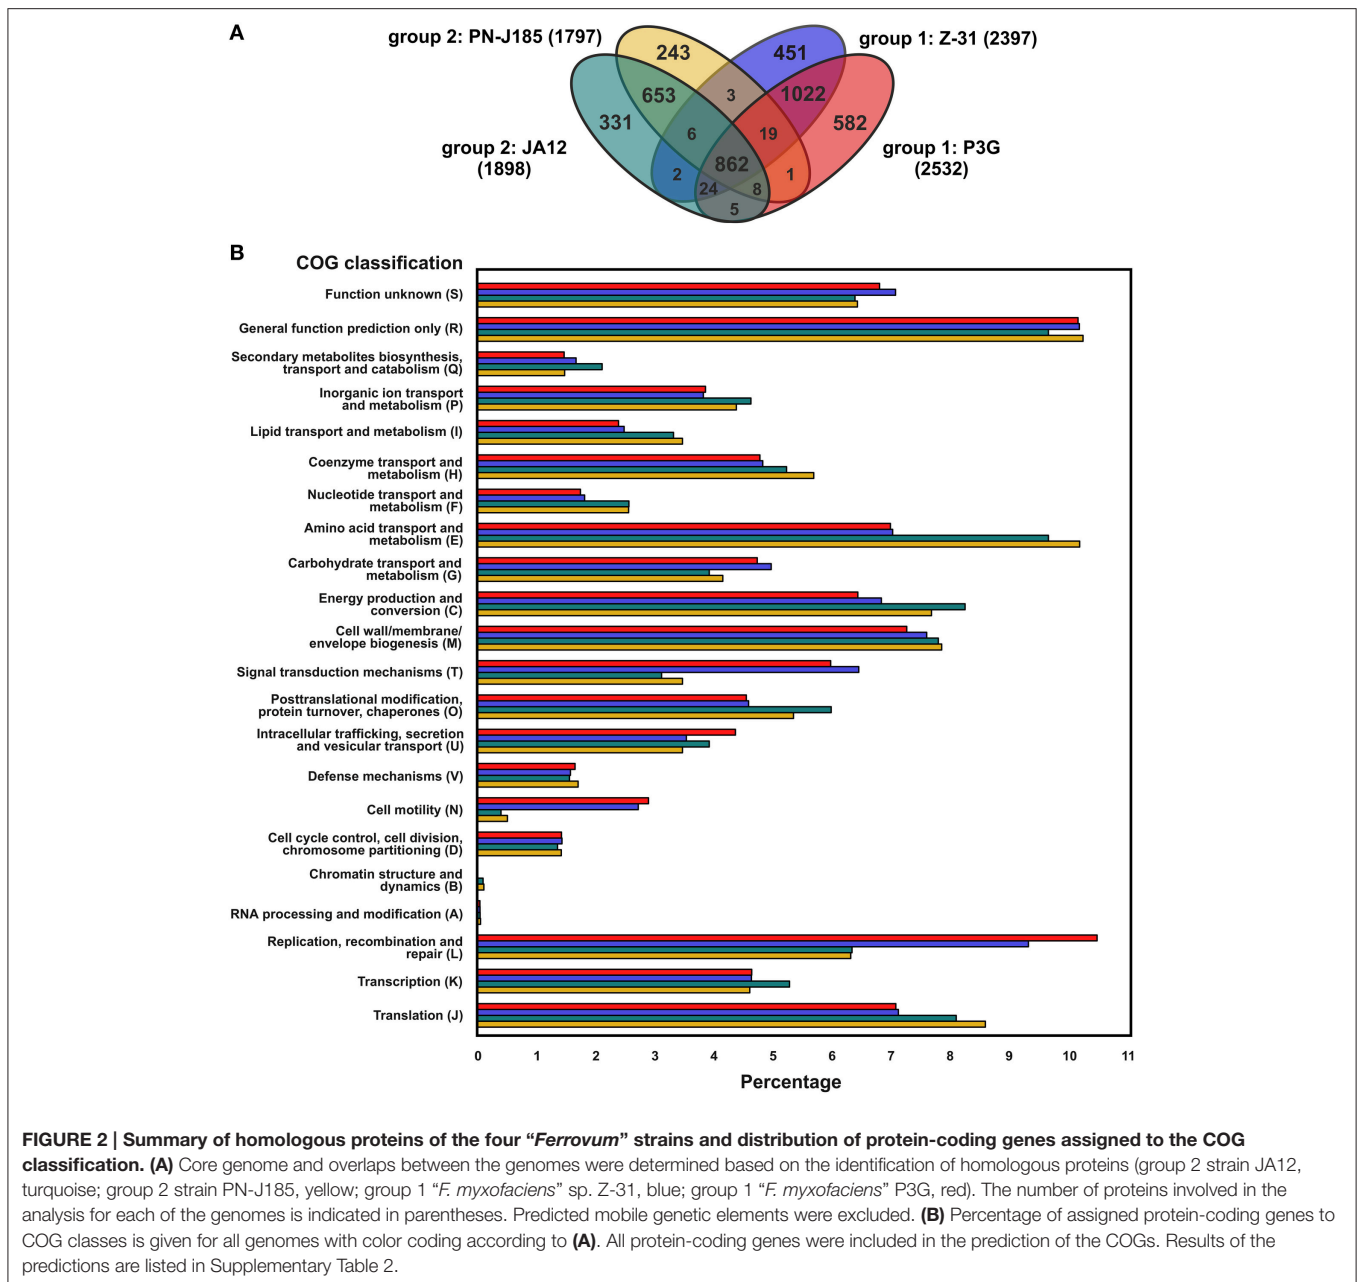 A
group 2: PN-J185 (1797)
group 1: Z-31 (2397)
group 2: JA12
(1898)
group 1: P3G
(2532)
243
451
653
3
1022
331
6
19
582
862
2
24
8
1
5
B
COG classification
Function unknown (S)
General function prediction only (R)
Secondary metabolites biosynthesis,
transport and catabolism (Q)
Inorganic ion transport
and metabolism (P)
Lipid transport and metabolism (I)
Coenzyme transport and
metabolism (H)
Nucleotide transport and
metabolism (F)
Amino acid transport and
metabolism (E)
Carbohydrate transport and
metabolism (G)
Energy production and
conversion (C)
Cell wall/membrane/
envelope biogenesis (M)
Signal transduction mechanisms (T)
Posttranslational modification,
protein turnover, chaperones (O)
Intracellular trafficking, secretion
and vesicular transport (U)
Defense mechanisms (V)
Cell motility (N)
Cell cycle control, cell division,
chromosome partitioning (D)
Chromatin structure and
dynamics (B)
RNA processing and modification (A)
Replication, recombination and
repair (L)
Transcription (K)
Translation (J)
0 1 2 3 4 5 6 7 8 9 10 11
Percentage
FIGURE 2 | Summary of homologous proteins of the four “Ferrovum” strains and distribution of protein-coding genes assigned to the COG
classification. (A) Core genome and overlaps between the genomes were determined based on the identification of homologous proteins (group 2 strain JA12,
turquoise; group 2 strain PN-J185, yellow; group 1 “F. myxofaciens” sp. Z-31, blue; group 1 “F. myxofaciens” P3G, red). The number of proteins involved in the
analysis for each of the genomes is indicated in parentheses. Predicted mobile genetic elements were excluded. (B) Percentage of assigned protein-coding genes to
COG classes is given for all genomes with color coding according to (A). All protein-coding genes were included in the prediction of the COGs. Results of the
predictions are listed in Supplementary Table 2.